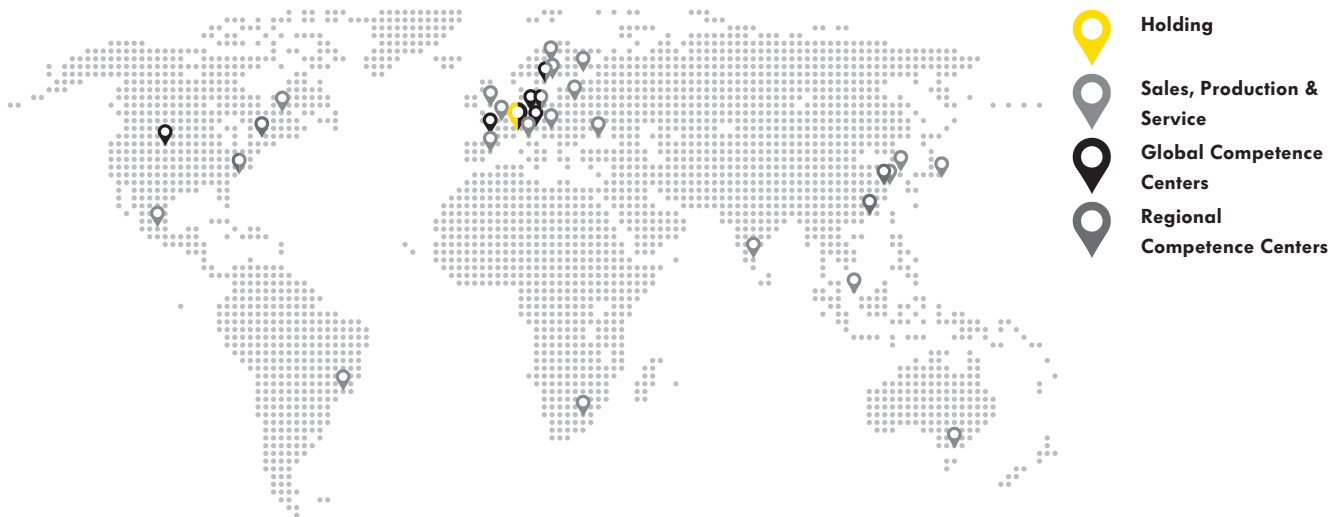 Holding
Sales, Production &
Service
Global Competence
Centers
Regional
Competence Centers